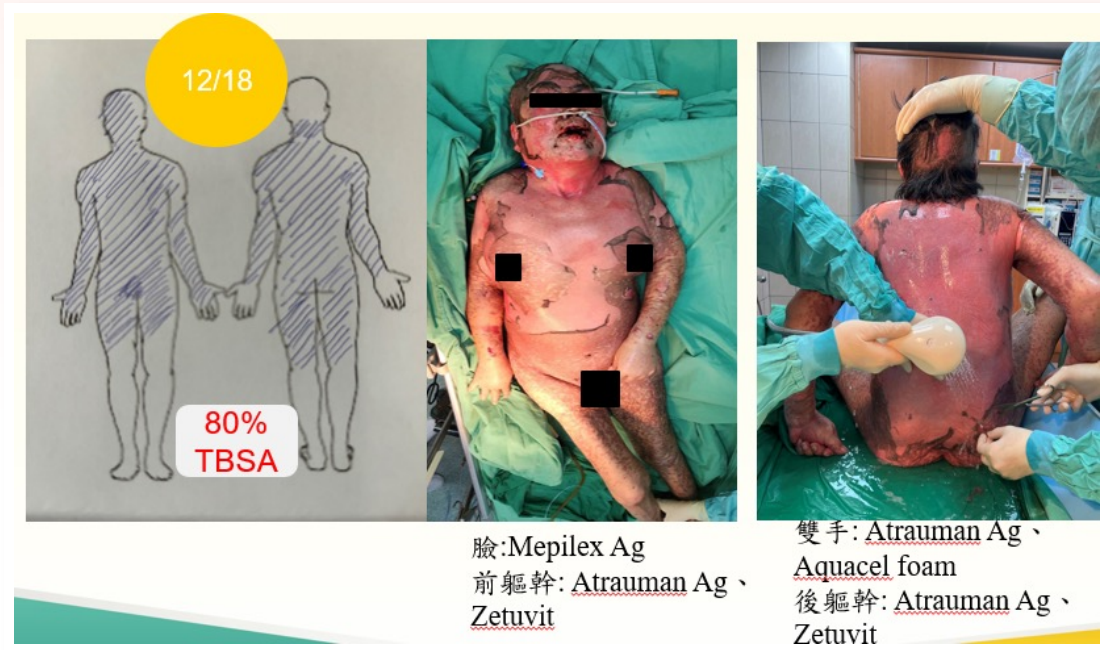 12/18
80%
TBSA
臉:Mepilex Ag
前軀幹: Atrauman Ag、
Zetuvit
雙手: Atrauman Ag、
Aquacel foam
後軀幹: Atrauman Ag、
Zetuvit